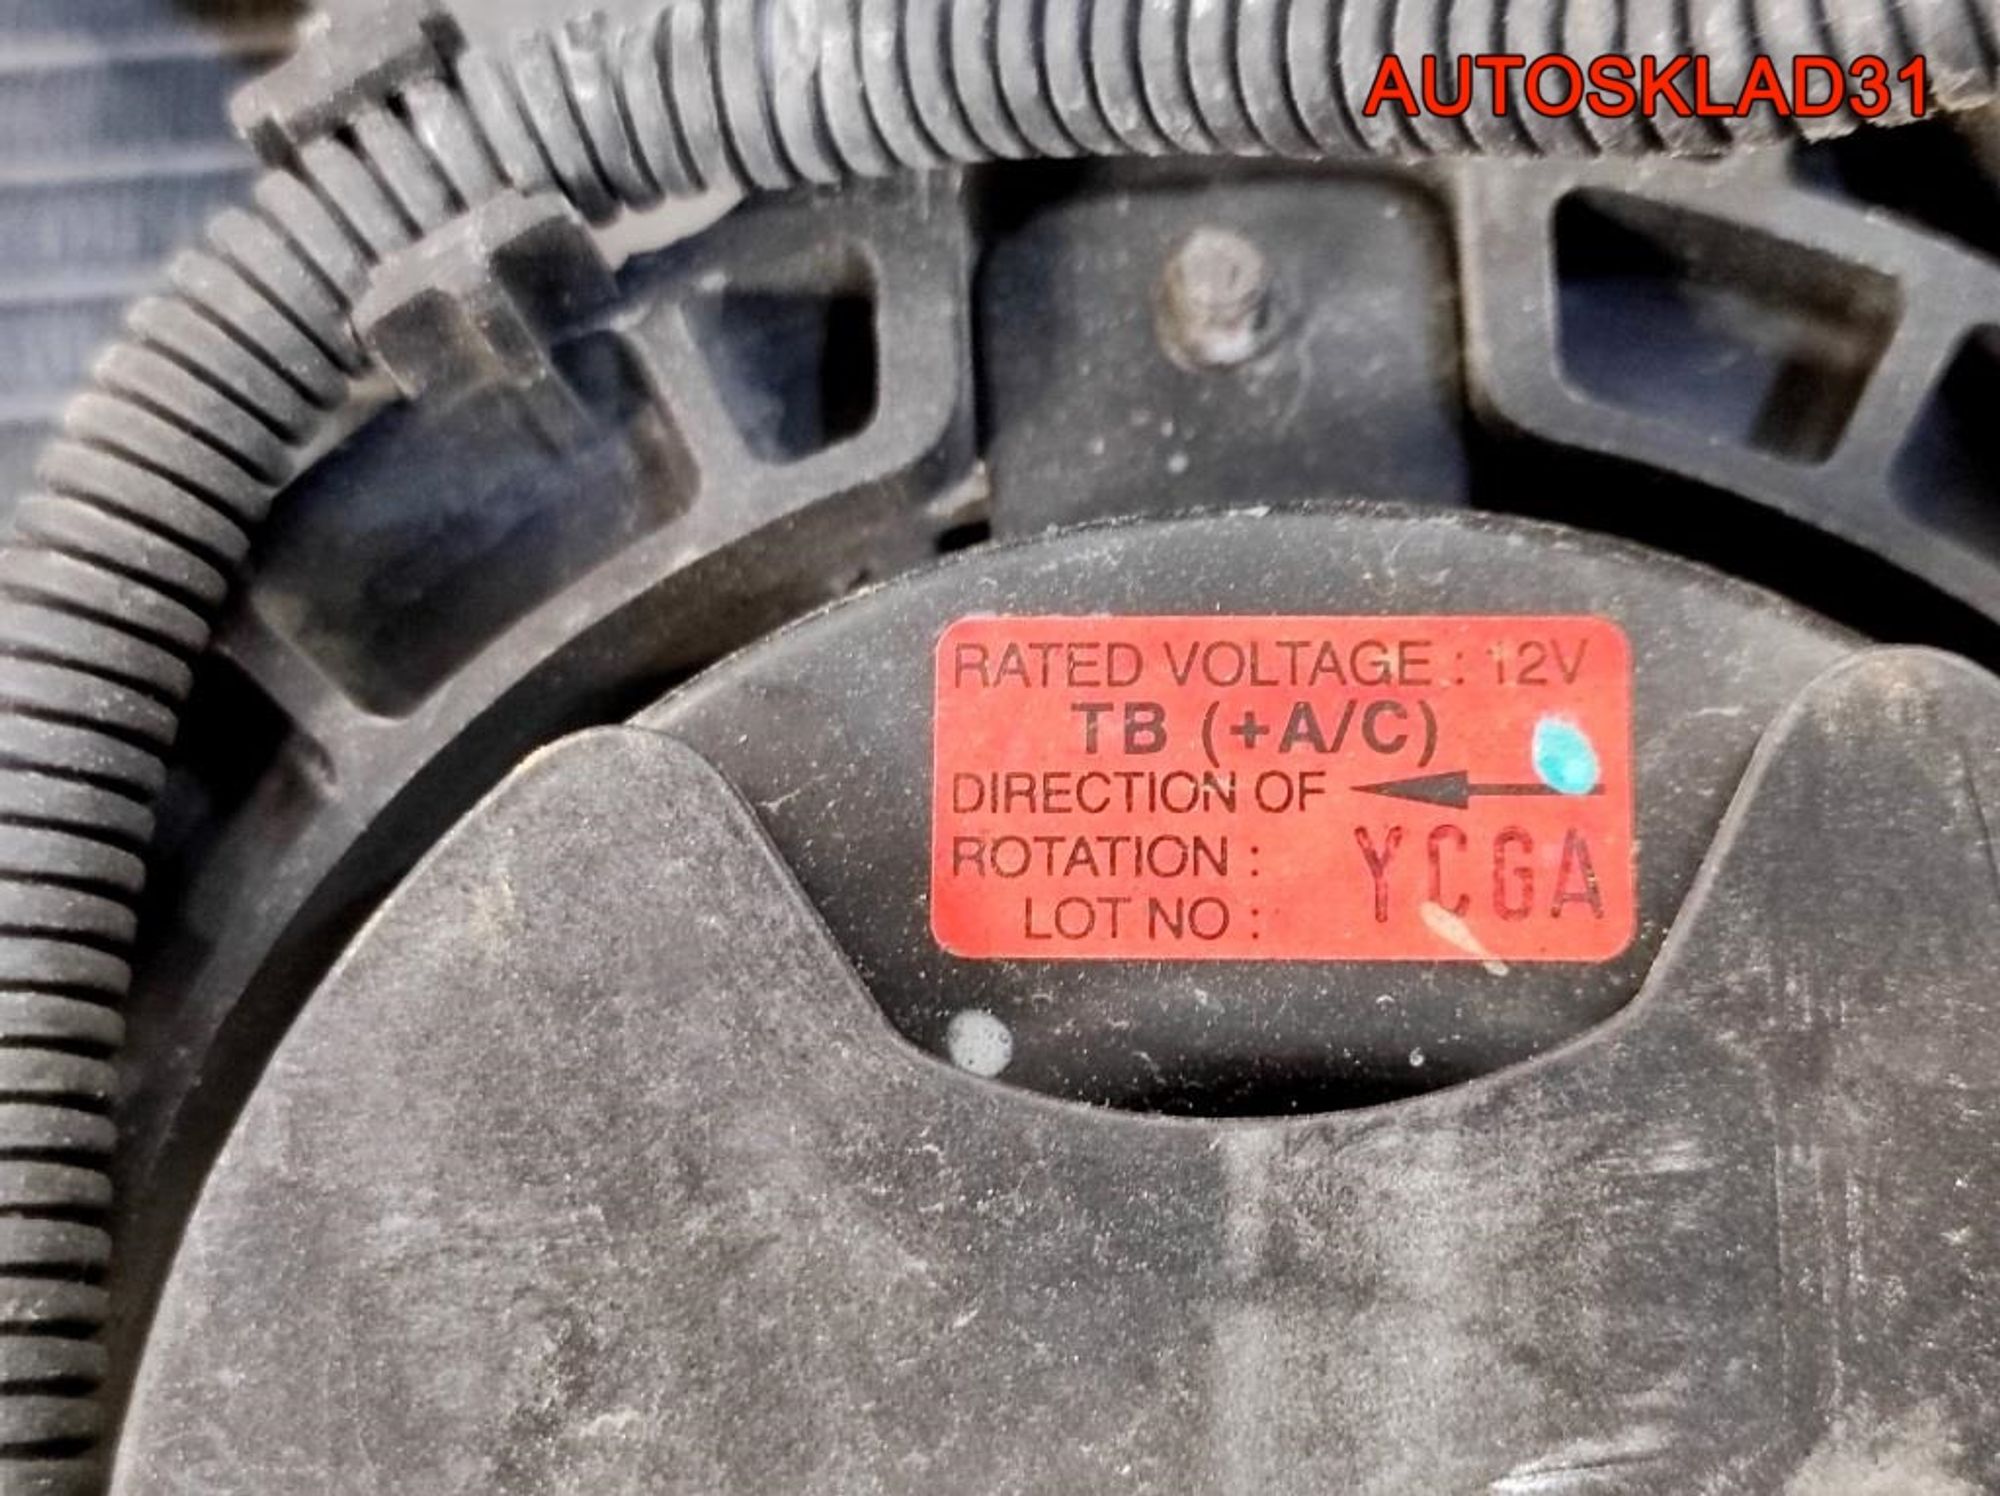 AUTOSKLAD31
RATED VOLTAGE : 12V
TB (+A/C)
DIRECTION OF
ROTATION :
LOT NO : YCGA